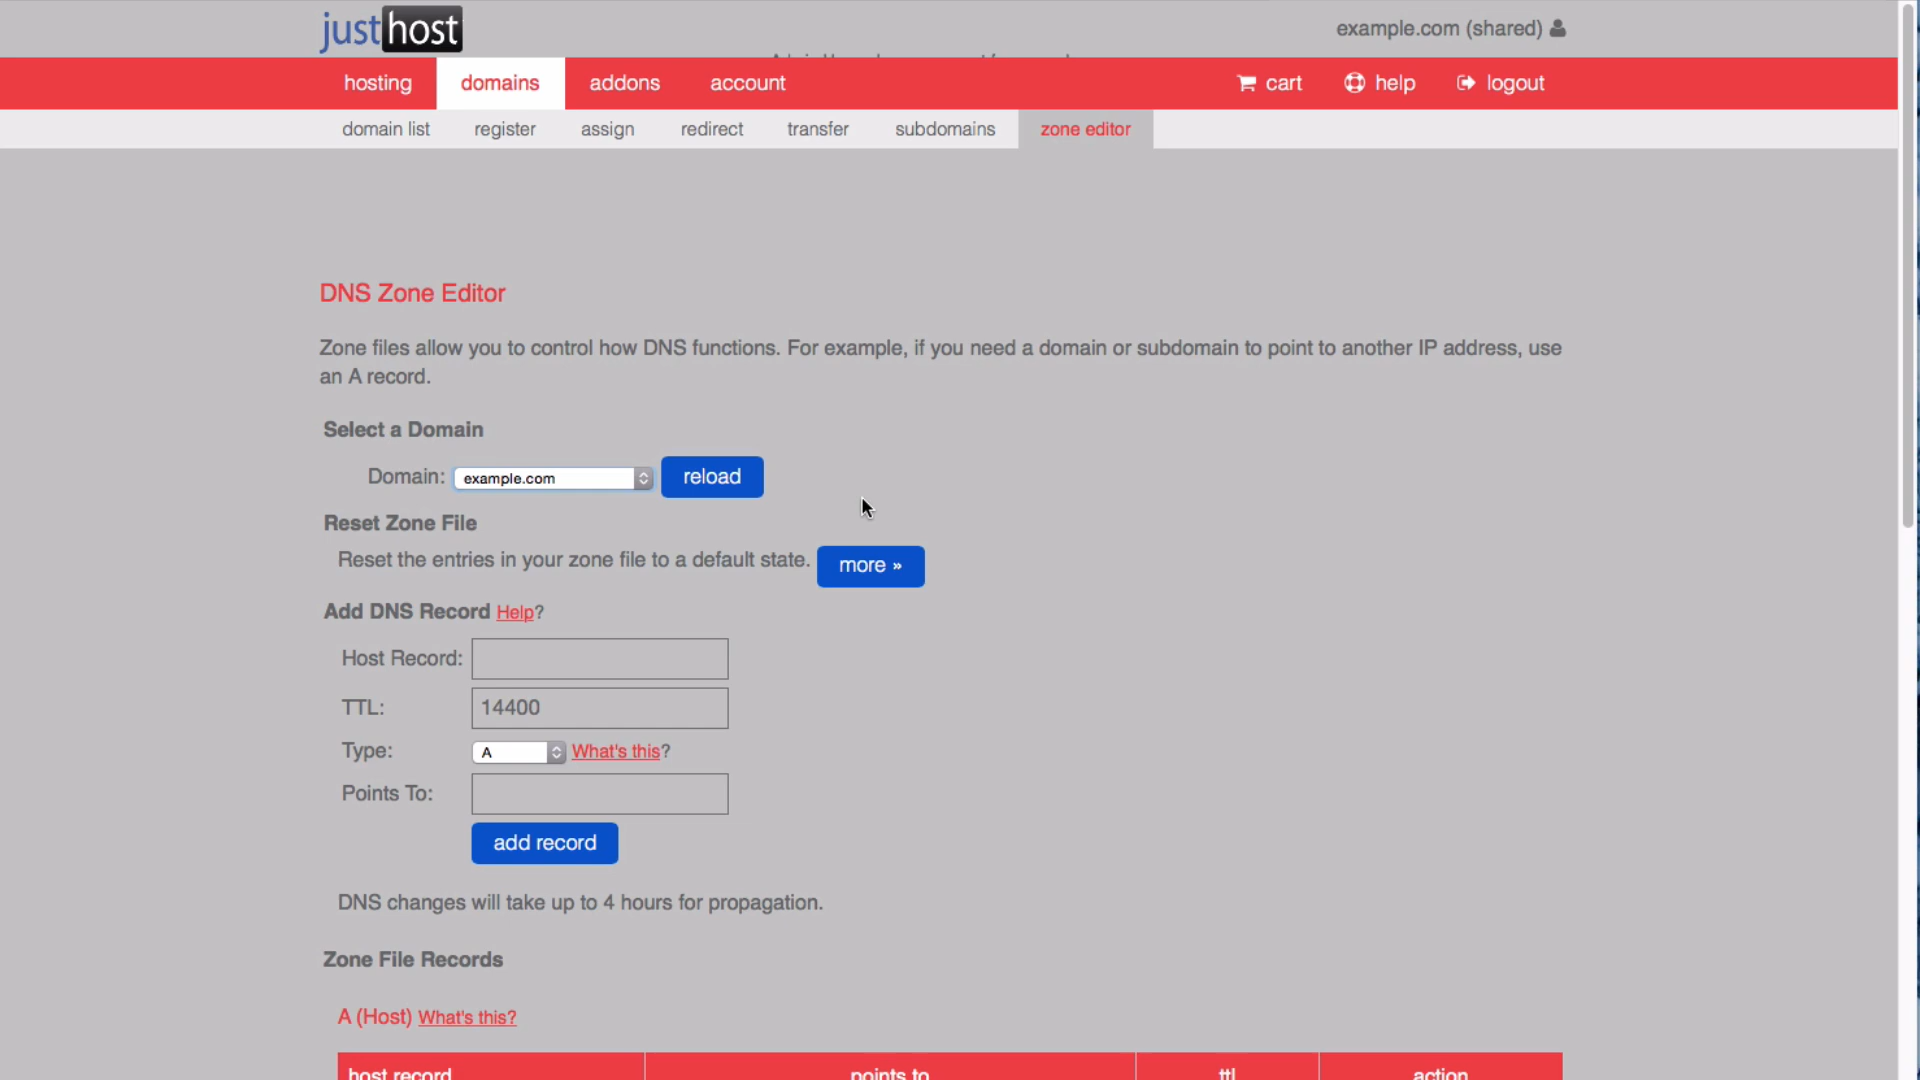 justhost
example.com (shared)
hosting domains addons account cart help logout
domain list register assign redirect transfer subdomains zone editor
DNS Zone Editor
Zone files allow you to control how DNS functions. For example, if you need a domain or subdomain to point to another IP address, use
an A record.
Select a Domain
Domain: example.com reload
Reset Zone File
Reset the entries in your zone file to a default state. more »
Add DNS Record Help?
Host Record:
TTL: 14400
Type: A What's this?
Points To:
add record
DNS changes will take up to 4 hours for propagation.
Zone File Records
A (Host) What's this?
host record points to ttl action